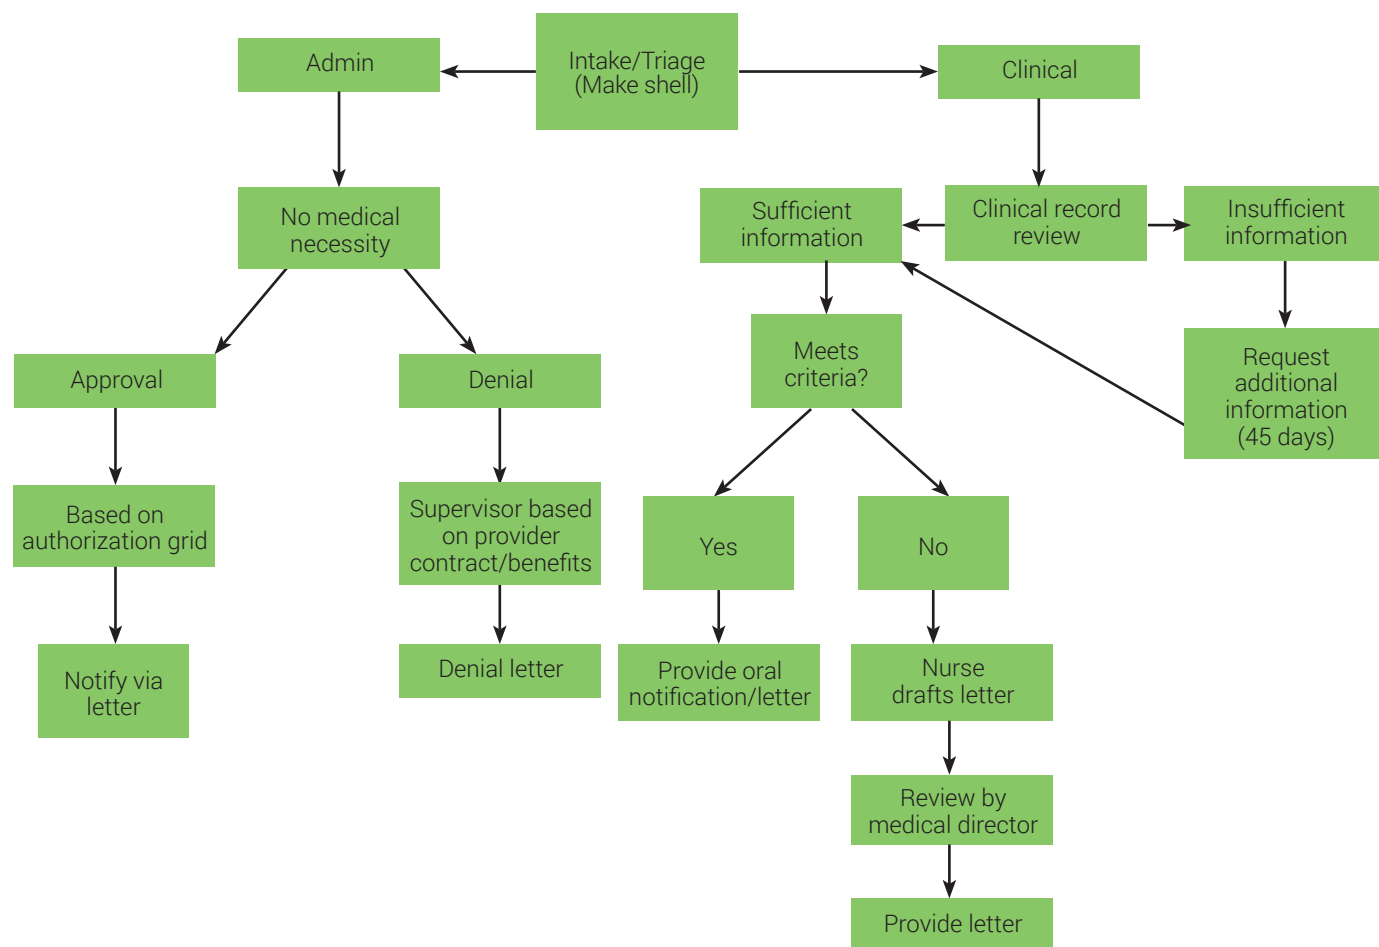 Admin
Intake/Triage
(Make shell)
Clinical
No medical
necessity
Sufficient
information
Clinical record
review
Insufficient
information
Approval
Denial
Meets
criteria?
Request
additional
information
(45 days)
Based on
authorization grid
Supervisor based
on provider
contract/benefits
Yes
No
Notify via
letter
Denial letter
Provide oral
notification/letter
Nurse
drafts letter
Review by
medical director
Provide letter